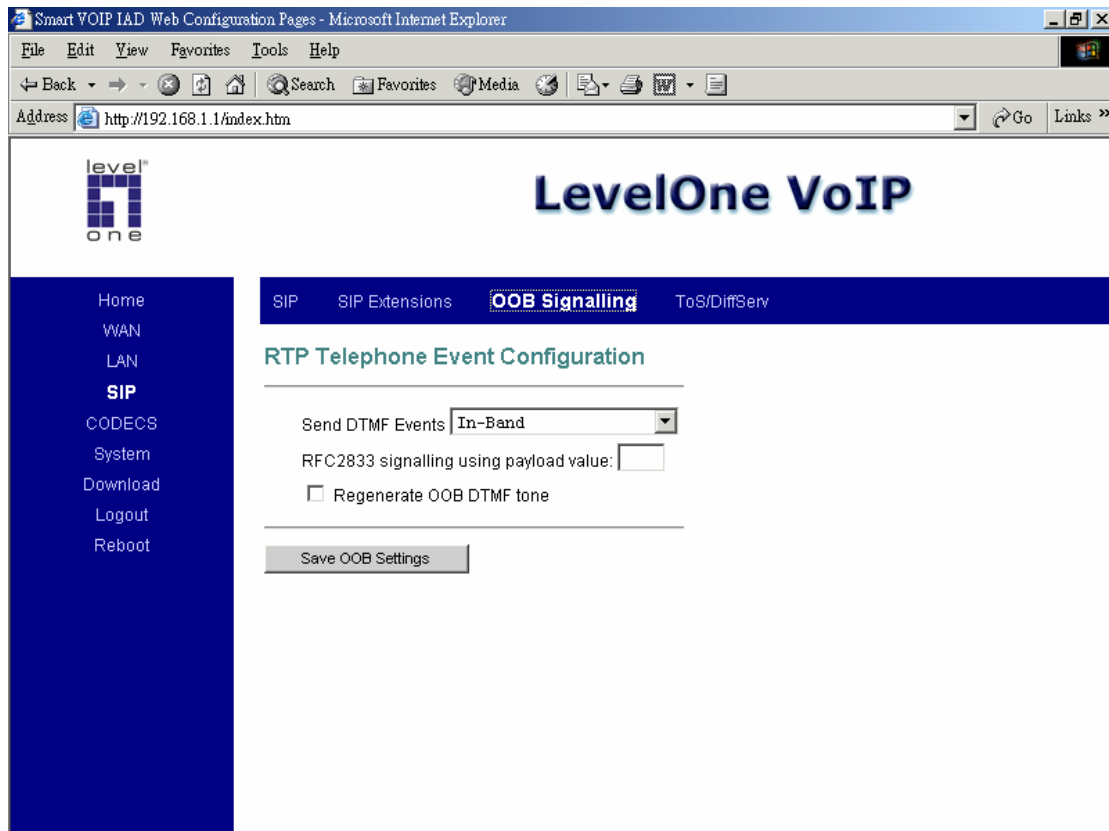 Smart VOIP IAD Web Configuration Pages - Microsoft Internet Explorer
File Edit View Favorites Tools Help
Back Search Favorites Media W
Address http://192.168.1.1/index.htm Go Links »
level
one
LevelOne VoIP
Home
WAN
LAN
SIP
CODECS
System
Download
Logout
Reboot
SIP SIP Extensions OOB Signalling ToS/DiffServ
RTP Telephone Event Configuration
Send DTMF Events In-Band
RFC2833 signalling using payload value:
Regenerate OOB DTMF tone
Save OOB Settings